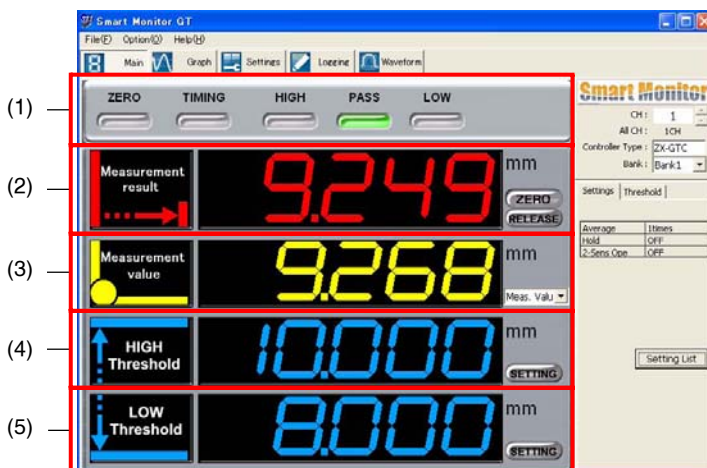 Smart Monitor GT
File(F) Option(O) Help(H)
Main Graph Settings Logging Waveform
(1)
ZERO TIMING HIGH PASS LOW
Smart Monitor
CH : 1
All CH : 1CH
Controller Type : ZX-GTC
Bank : Bank1
(2)
Measurement result
9.249
mm
ZERO
RELEASE
Settings Threshold
Average 1times
Hold OFF
2-Sens Ope OFF
(3)
Measurement value
9.268
mm
Meas. Valu
(4)
HIGH Threshold
10.000
mm
SETTING
Setting List
(5)
LOW Threshold
8.000
mm
SETTING